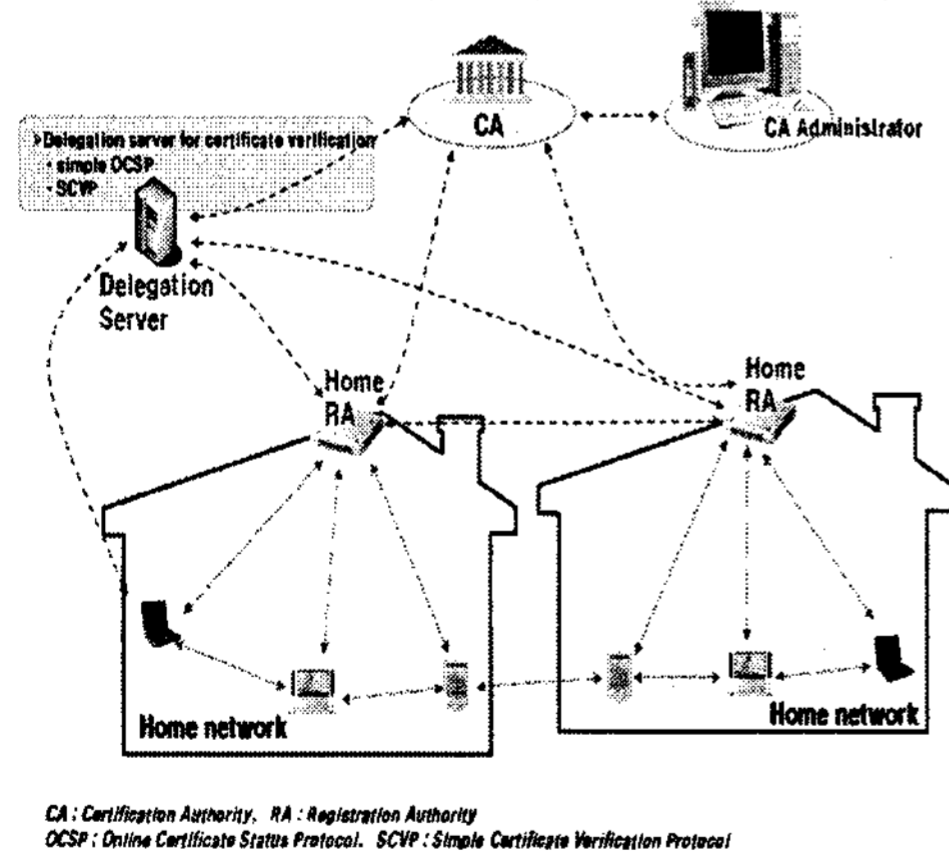 CA
CA Administrator
>Delegation server for certificate verification
- simple OCSP
- SCVP
Delegation
Server
Home
RA
Home
RA
Home network
Home network
CA : Certification Authority, RA : Registration Authority
OCSP : Online Certificate Status Protocol. SCVP : Simple Certificate Verification Protocol